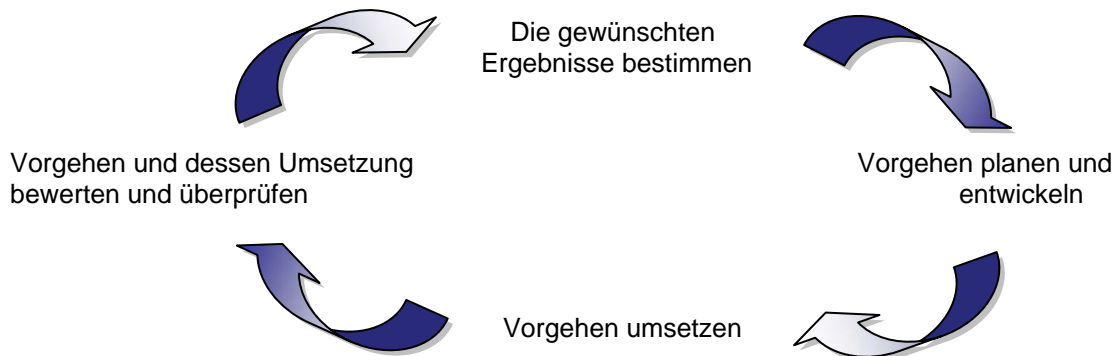 Die gewünschten
Ergebnisse bestimmen
Vorgehen planen und
entwickeln
Vorgehen umsetzen
Vorgehen und dessen Umsetzung
bewerten und überprüfen